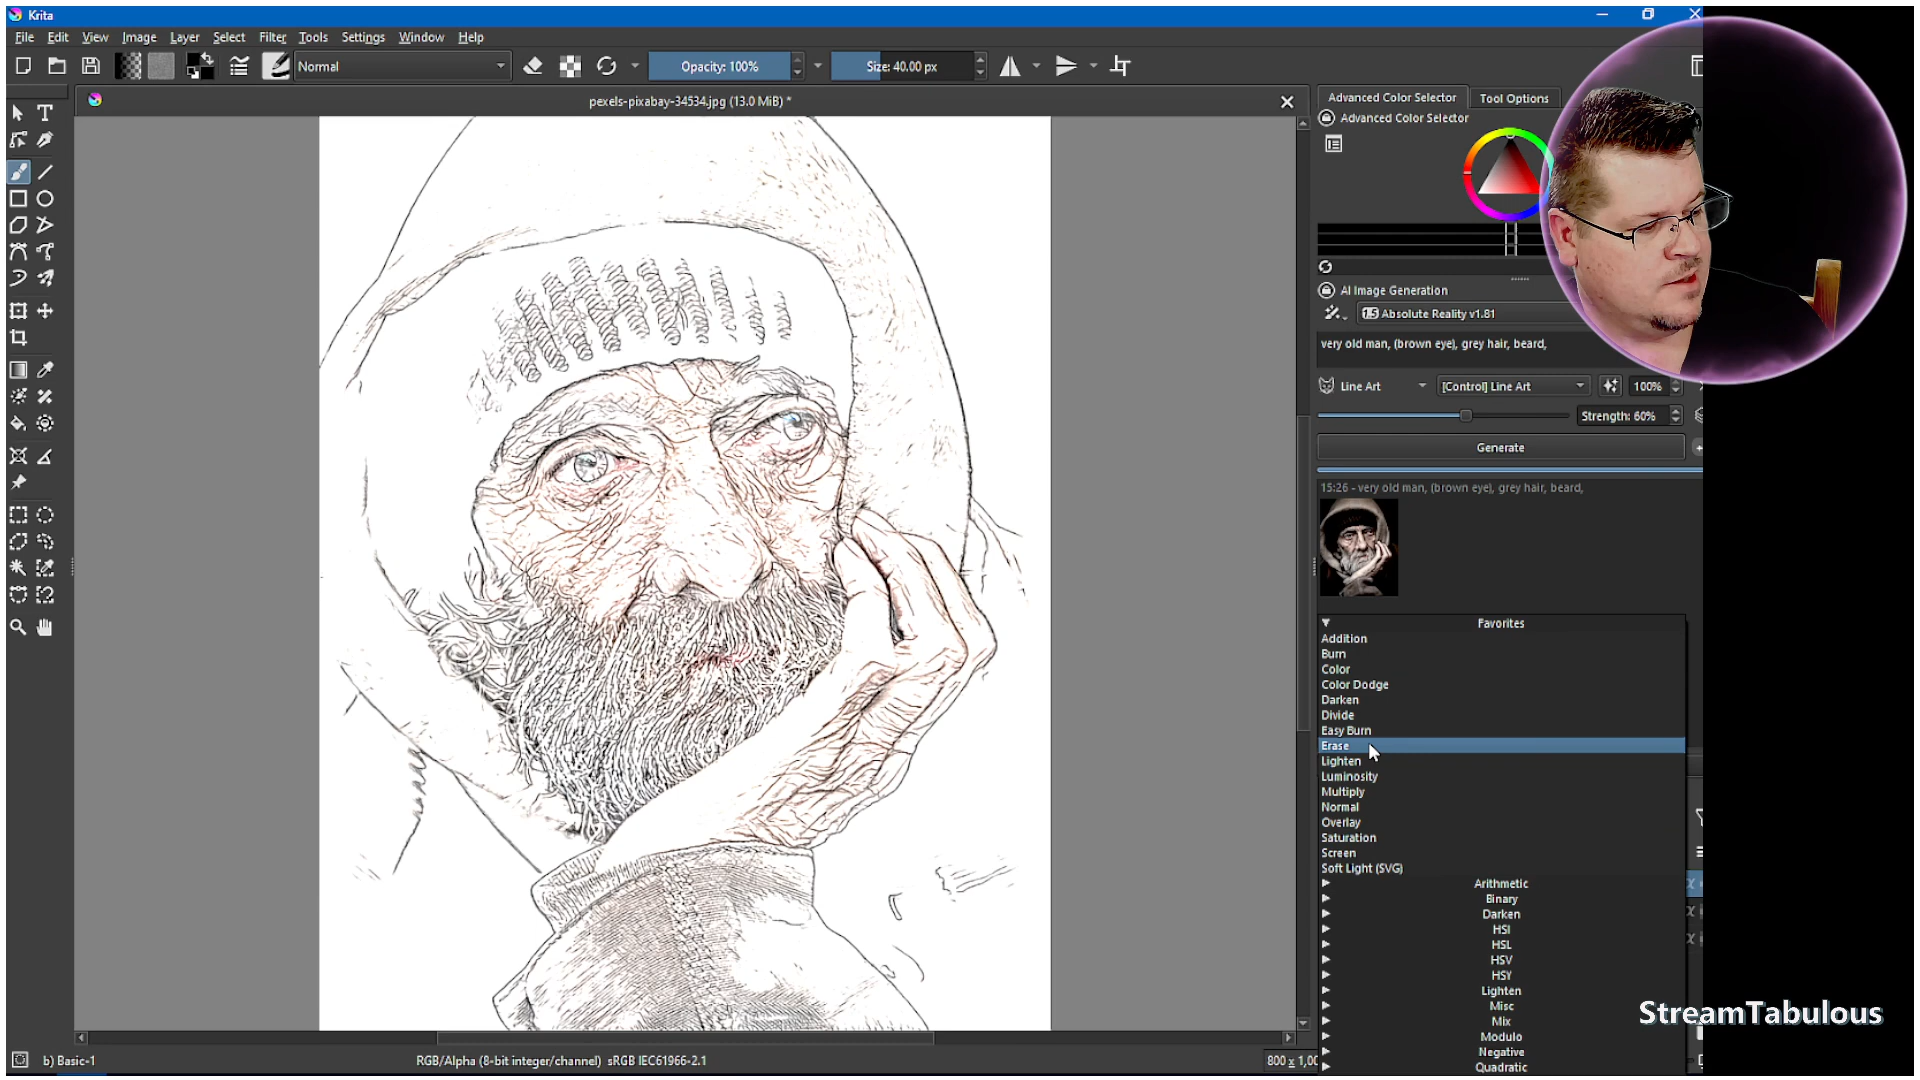 Krita
File Edit View Image Layer Select Filter Tools Settings Window Help
Normal Opacity: 100% Size: 40.00 px
pexels-pixabay-34534.jpg (13.0 MiB) *
Advanced Color Selector Tool Options
Advanced Color Selector
AI Image Generation
1.5 Absolute Reality v1.81
very old man, (brown eye), grey hair, beard,
Line Art [Control] Line Art 100%
Strength: 60%
Generate
15:26 - very old man, (brown eye), grey hair, beard,
Favorites
Addition
Burn
Color
Color Dodge
Darken
Divide
Easy Burn
Erase
Lighten
Luminosity
Multiply
Normal
Overlay
Saturation
Screen
Soft Light (SVG)
Arithmetic
Binary
Darken
HSI
HSL
HSV
HSY
Lighten
Misc
Mix
Modulo
Negative
Quadratic
StreamTabulous
b) Basic-1 RGB/Alpha (8-bit integer/channel) sRGB IEC61966-2.1 800 x 1,00